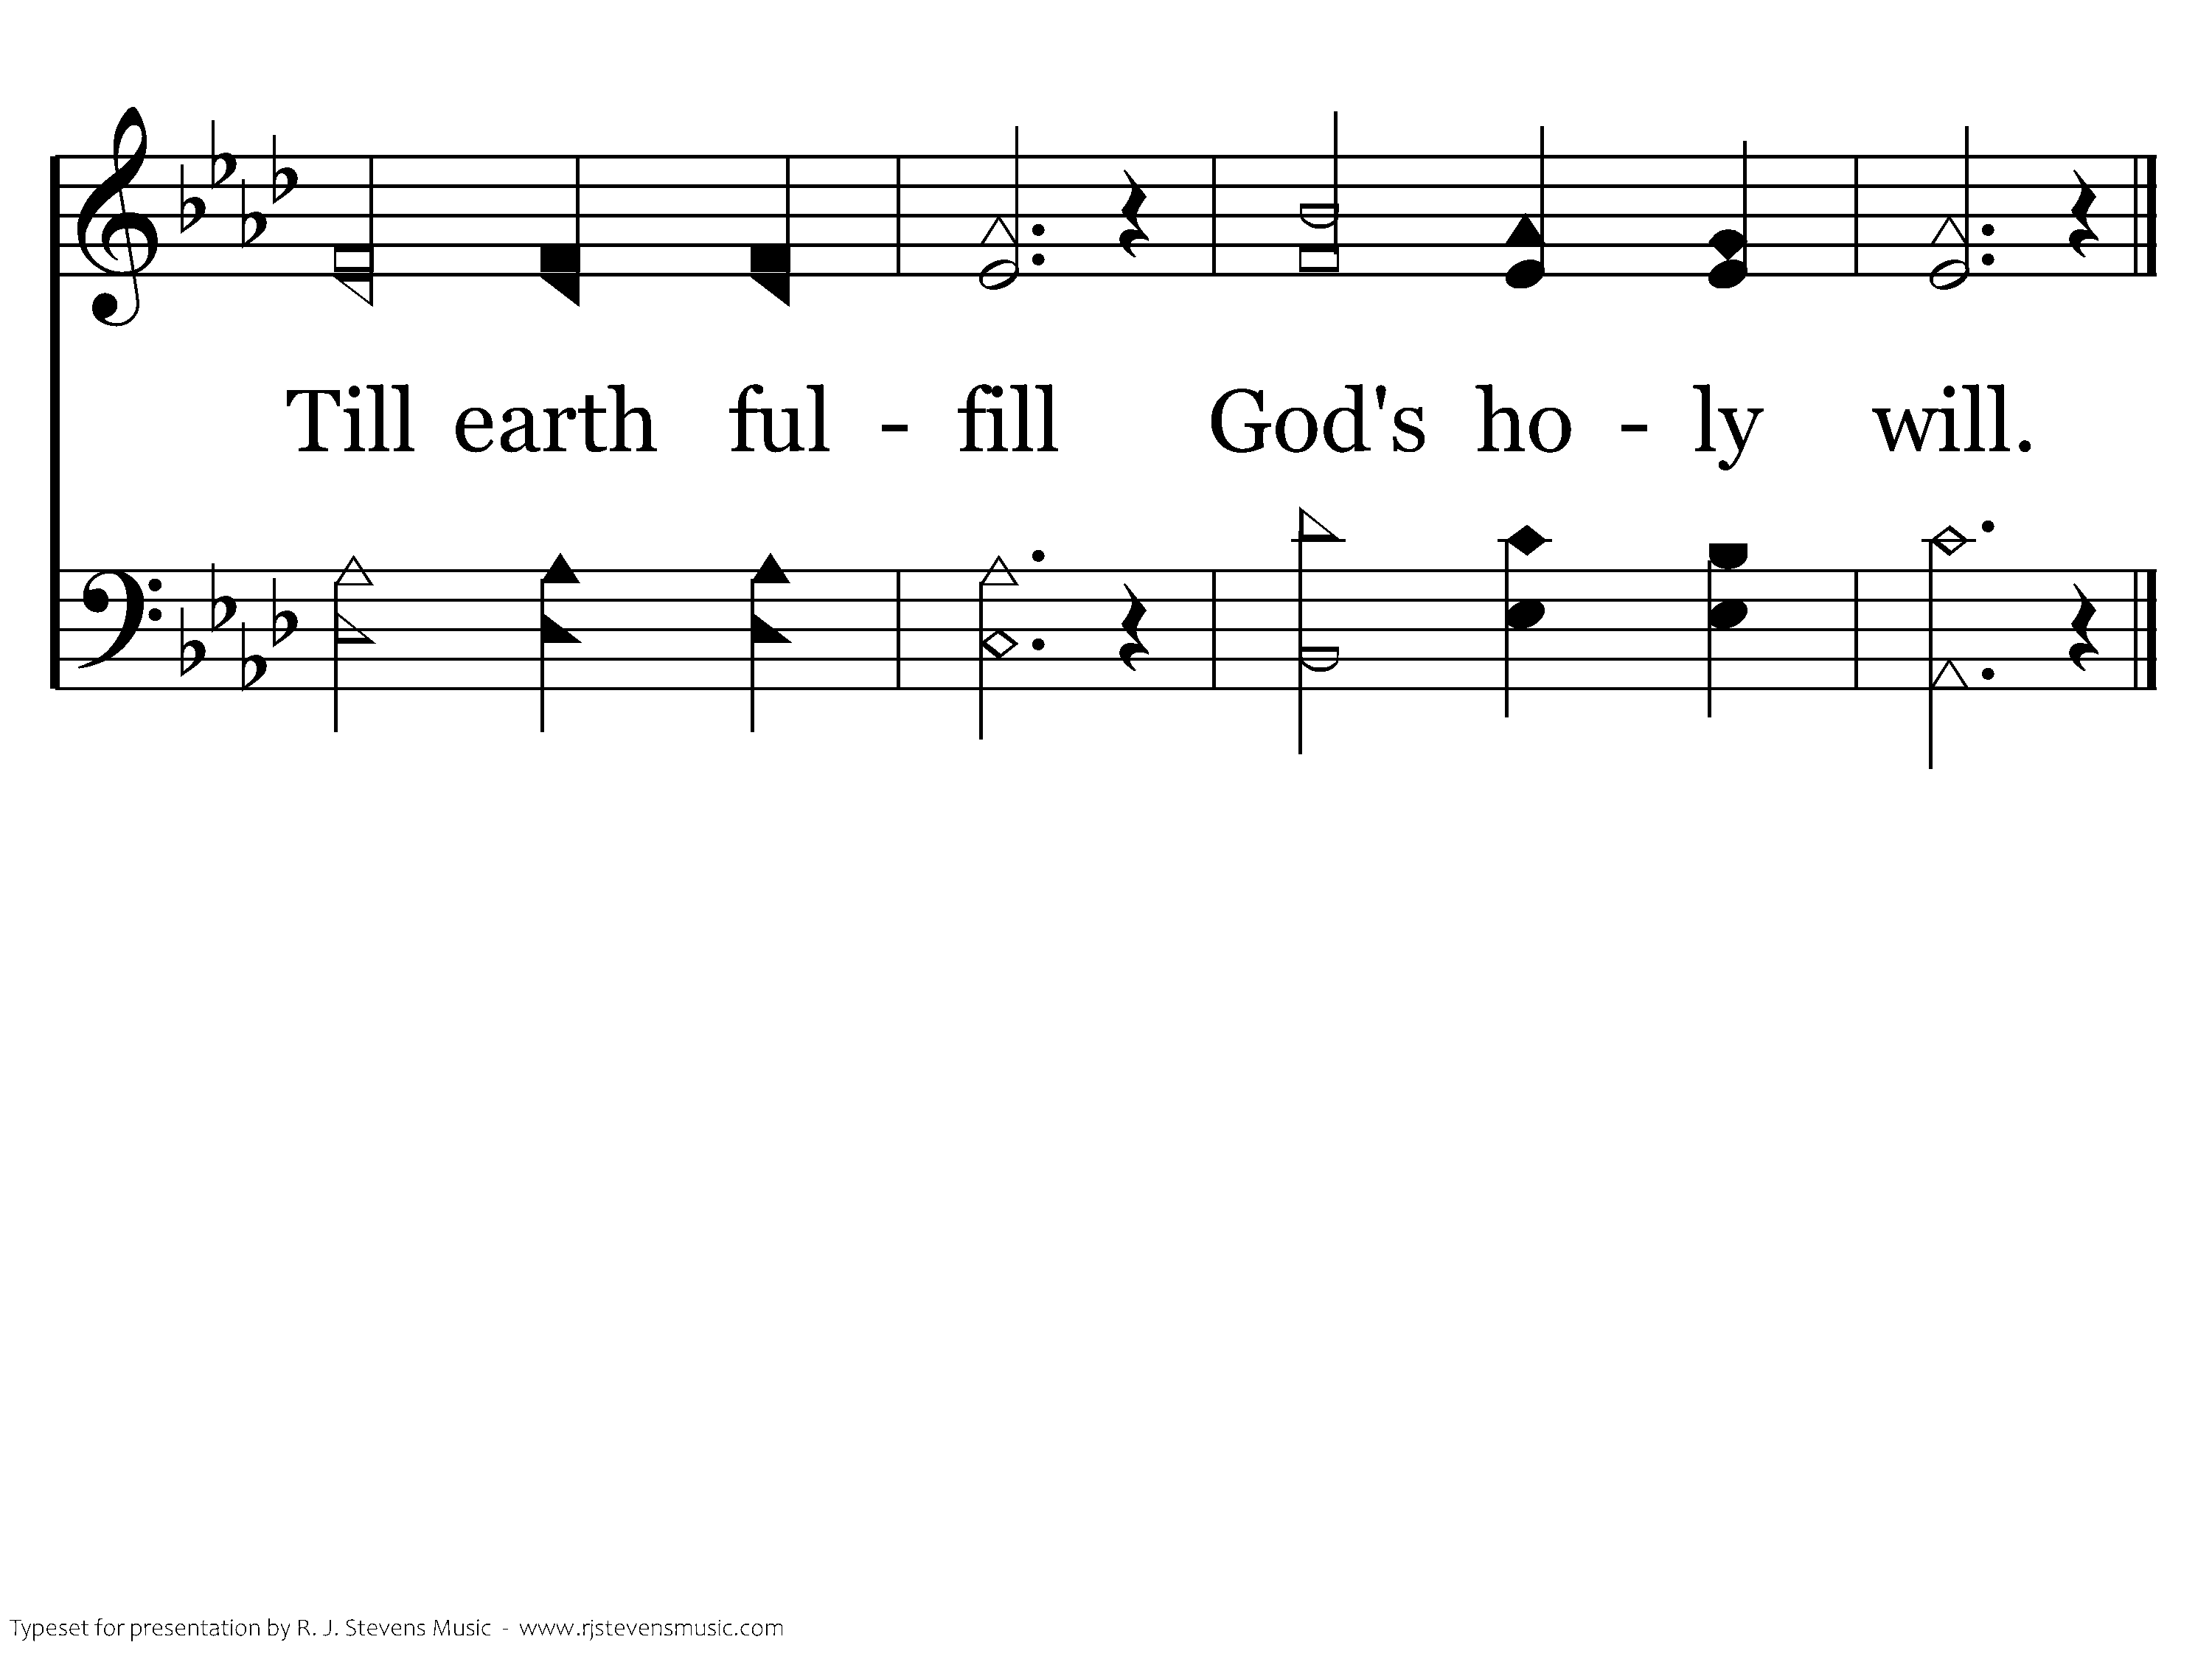 Till earth ful - fill God's ho - ly will.
Typeset for presentation by R. J. Stevens Music - www.rjstevensmusic.com